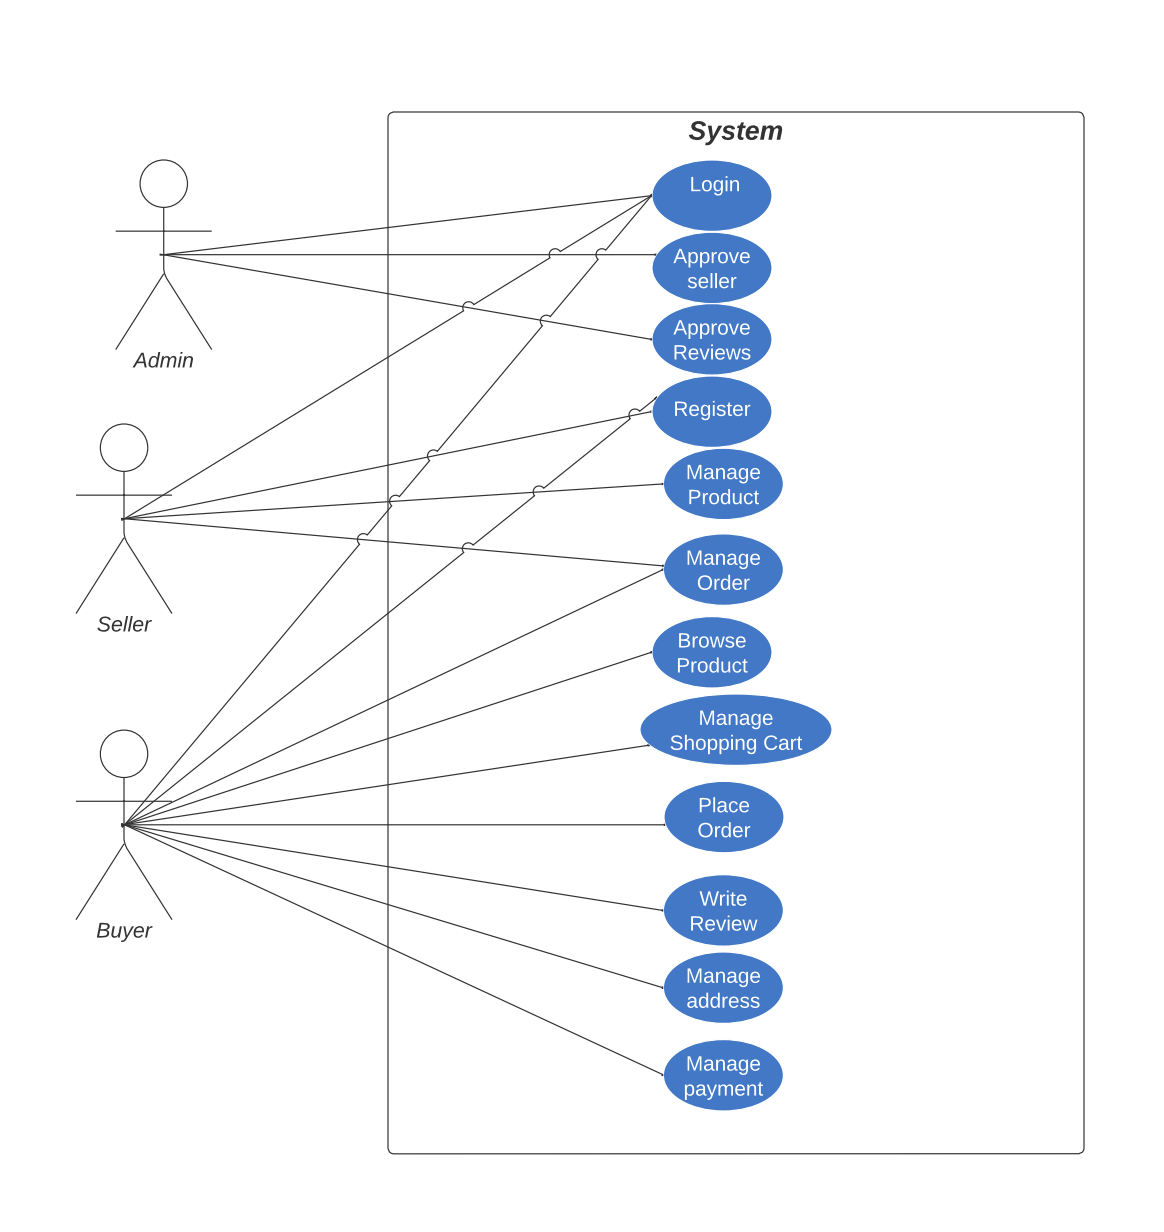 System
Login
Approve
seller
Approve
Reviews
Admin
Register
Manage
Product
Manage
Order
Seller
Browse
Product
Manage
Shopping Cart
Place
Order
Write
Review
Buyer
Manage
address
Manage
payment